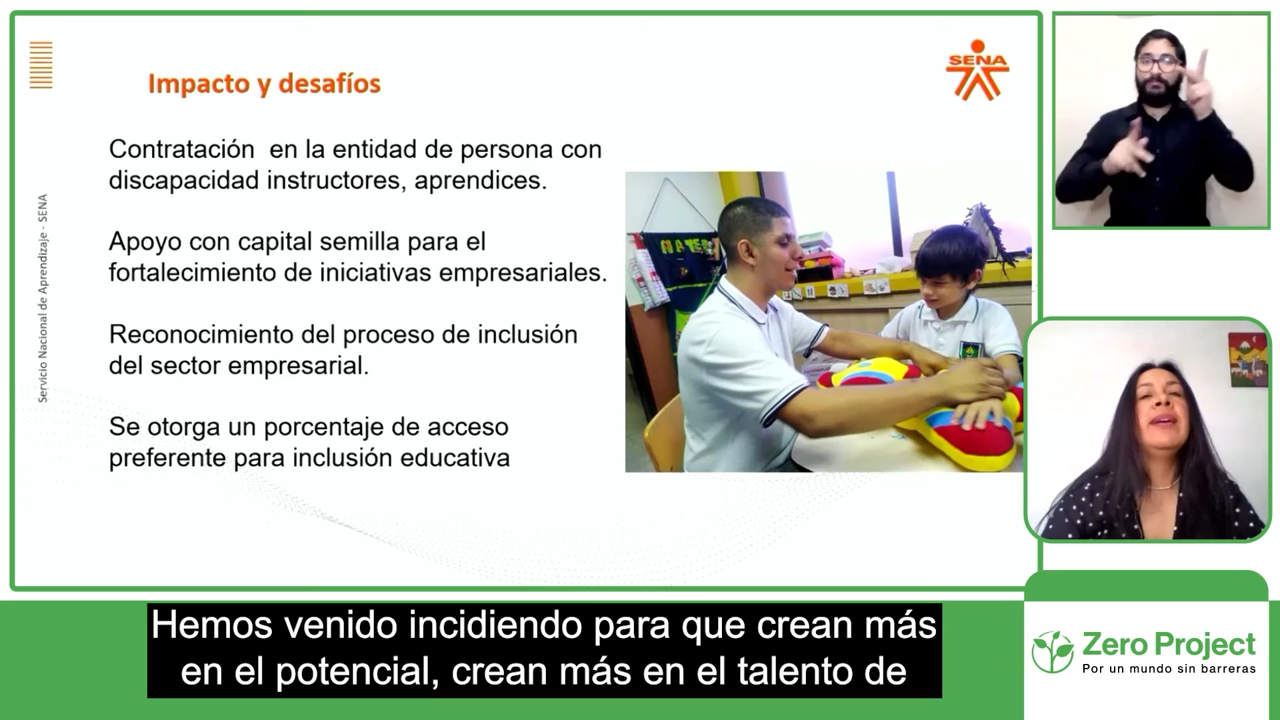 Impacto y desafíos
SENA
Contratación en la entidad de persona con
discapacidad instructores, aprendices.
Apoyo con capital semilla para el
fortalecimiento de iniciativas empresariales.
Reconocimiento del proceso de inclusión
del sector empresarial.
Se otorga un porcentaje de acceso
preferente para inclusión educativa
Servicio Nacional de Aprendizaje - SENA
Hemos venido incidiendo para que crean más
en el potencial, crean más en el talento de
Zero Project
Por un mundo sin barreras